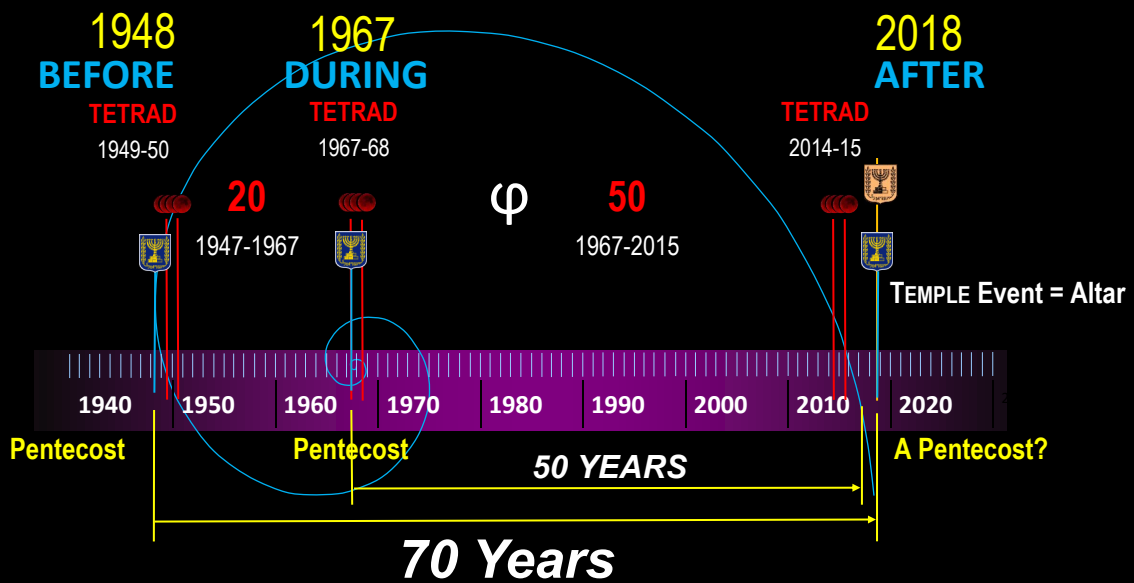 1948
BEFORE
TETRAD
1949-50
1967
DURING
TETRAD
1967-68
2018
AFTER
TETRAD
2014-15
20
1947-1967
φ
50
1967-2015
TEMPLE Event = Altar
1940 1950 1960 1970 1980 1990 2000 2010 2020
Pentecost
Pentecost
A Pentecost?
50 YEARS
70 Years